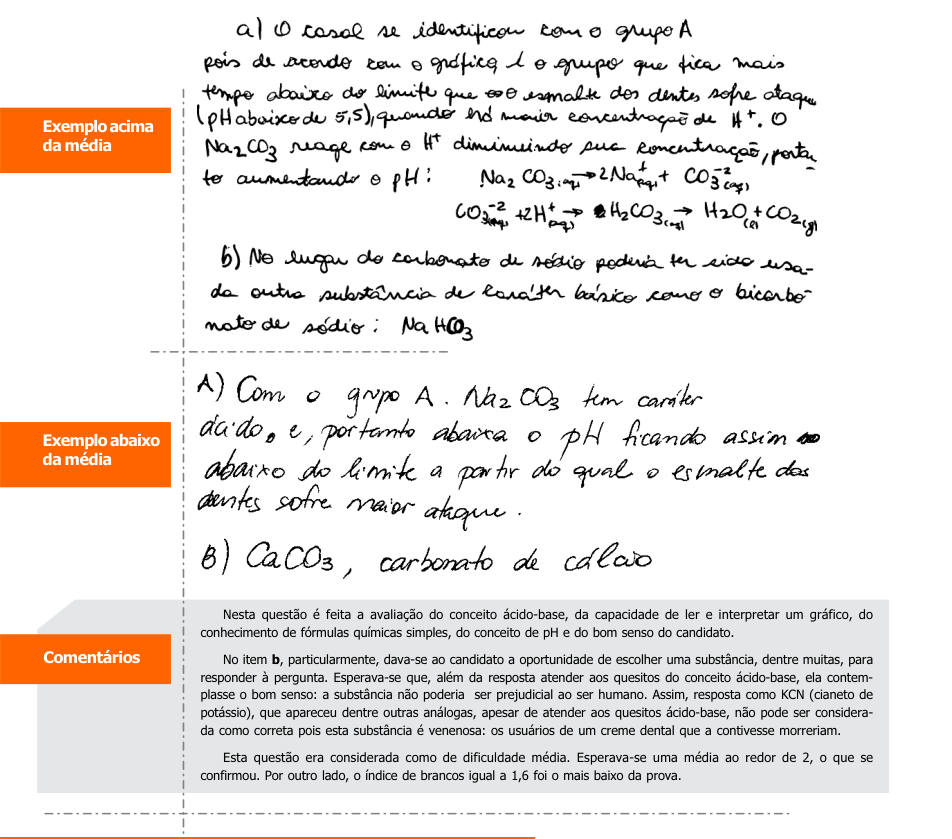 a) O casal se identificou com o grupo A
pois de acordo com o gráfico, é o grupo que fica mais
tempo abaixo do limite que o esmalte dos dentes sofre ataque
(pH abaixo de 5,5), quando há maior concentração de H⁺. O
Na₂CO₃ reage com o H⁺ diminuindo sua concentração, porta
to aumentando o pH: Na₂CO₃(aq) → 2Na⁺(aq) + CO₃⁻²(aq)
CO₃⁻²(aq) + 2H⁺(aq) → H₂CO₃(aq) → H₂O(l) + CO₂(g)
b) No lugar do carbonato de sódio poderia ter sido usa-
da outra substância de caráter básico como o bicarbo-
nato de sódio: NaHCO₃
Exemplo acima
da média
A) Com o grupo A. Na₂CO₃ tem caráter
ácido, e, portanto abaixa o pH ficando assim
abaixo do limite a partir do qual o esmalte dos
dentes sofre maior ataque.
B) CaCO₃, carbonato de cálcio
Exemplo abaixo
da média
Comentários
Nesta questão é feita a avaliação do conceito ácido-base, da capacidade de ler e interpretar um gráfico, do
conhecimento de fórmulas químicas simples, do conceito de pH e do bom senso do candidato.
No item b, particularmente, dava-se ao candidato a oportunidade de escolher uma substância, dentre muitas, para
responder à pergunta. Esperava-se que, além da resposta atender aos quesitos do conceito ácido-base, ela contem-
plasse o bom senso: a substância não poderia ser prejudicial ao ser humano. Assim, resposta como KCN (cianeto de
potássio), que apareceu dentre outras análogas, apesar de atender aos quesitos ácido-base, não pode ser considera-
da como correta pois esta substância é venenosa: os usuários de um creme dental que a contivesse morreriam.
Esta questão era considerada como de dificuldade média. Esperava-se uma média ao redor de 2, o que se
confirmou. Por outro lado, o índice de brancos igual a 1,6 foi o mais baixo da prova.